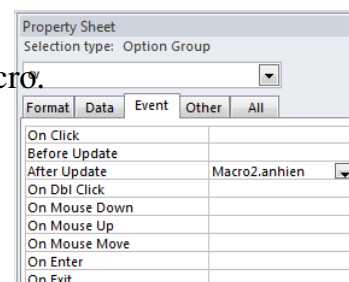 Property Sheet
Selection type: Option Group
cro.
Format Data Event Other All
On Click
Before Update
After Update Macro2.anhien
On Dbl Click
On Mouse Down
On Mouse Up
On Mouse Move
On Enter
On Exit